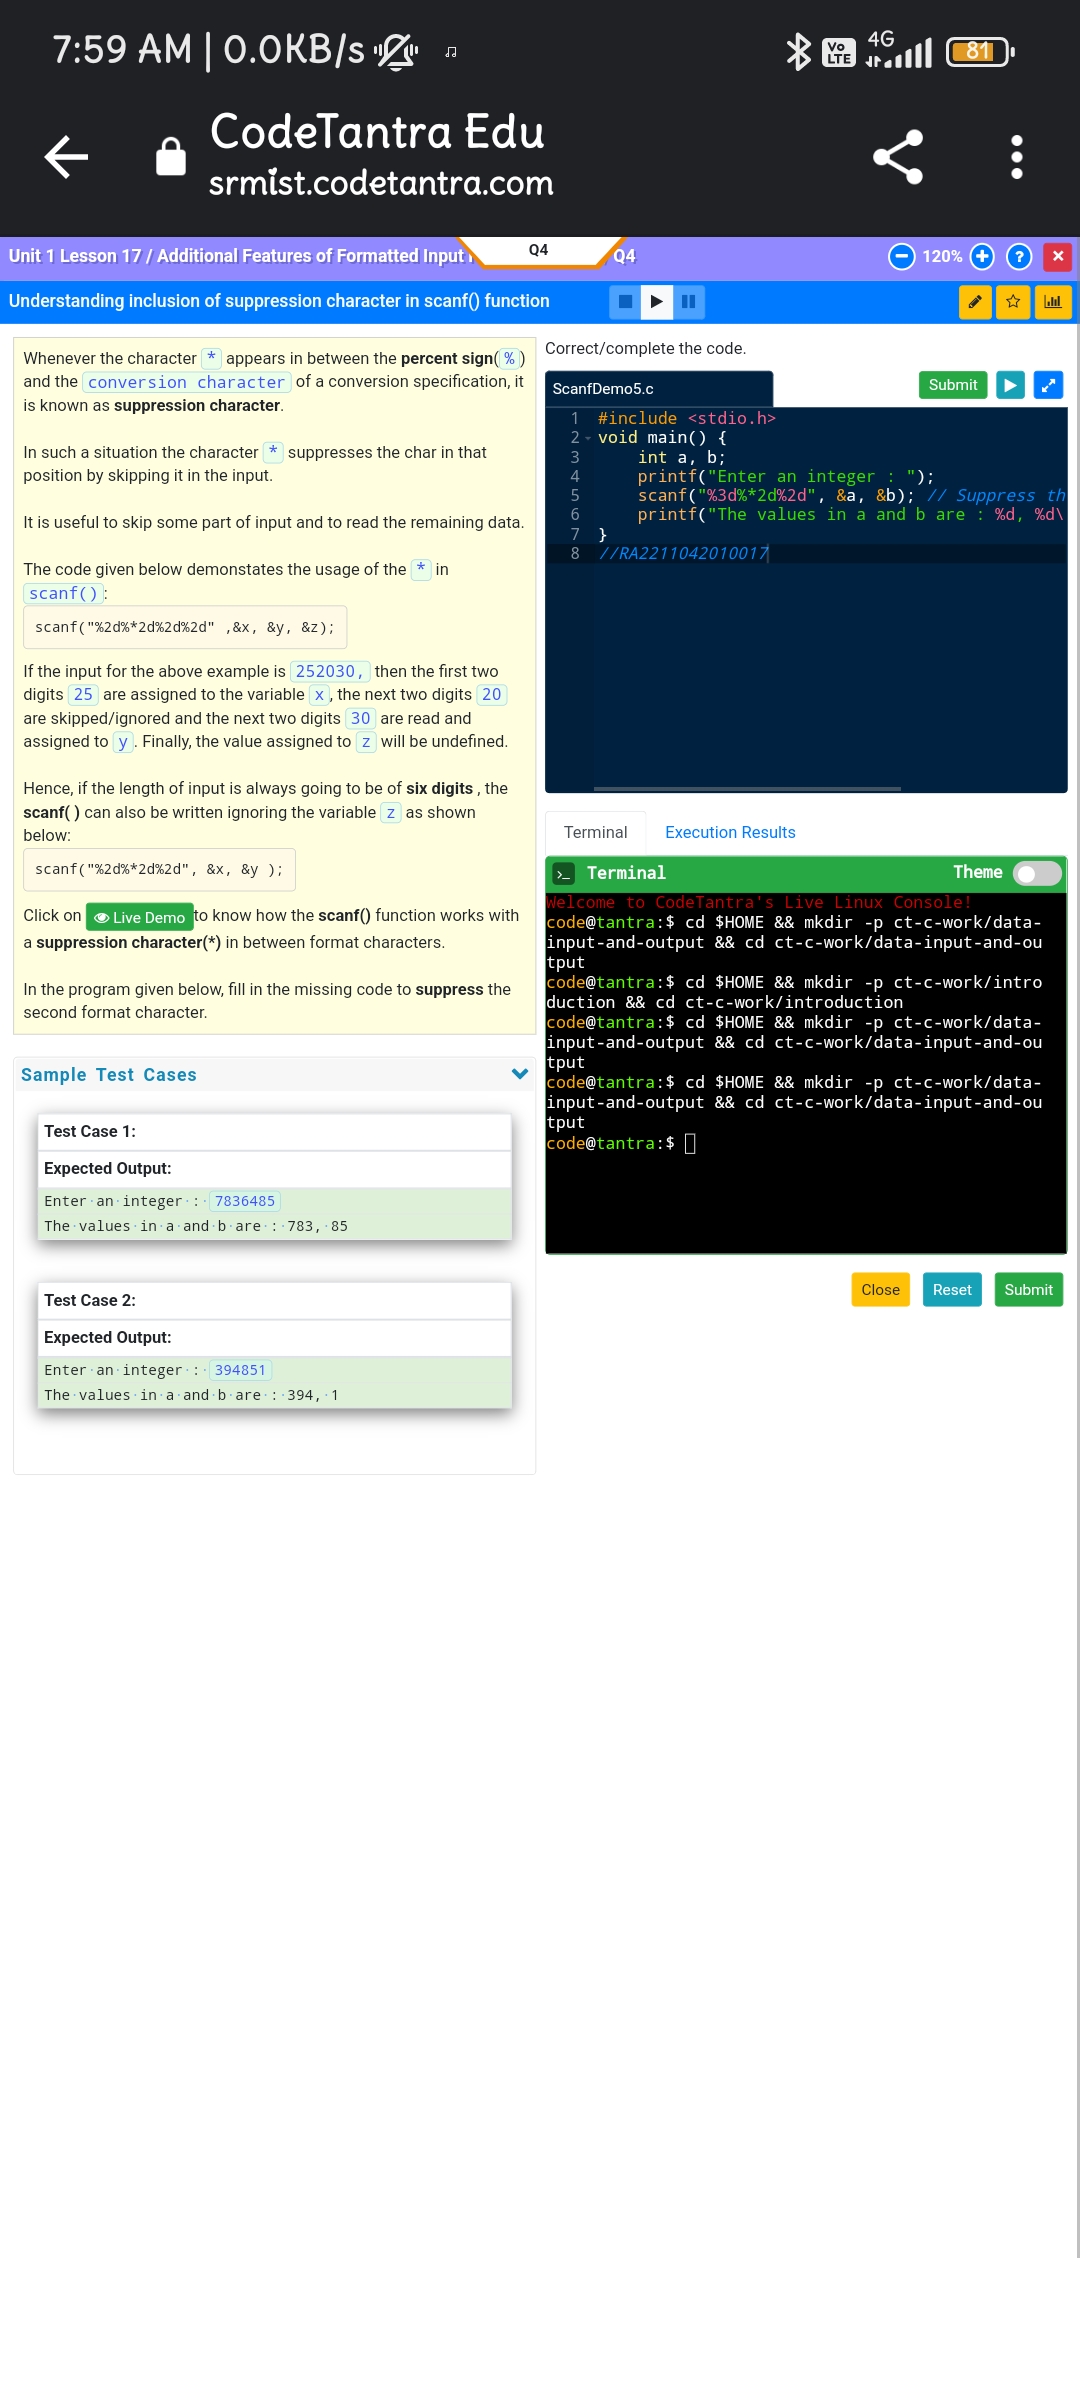 7:59 AM | 0.0KB/s
Vo LTE 4G 81
CodeTantra Edu
srmist.codetantra.com
Unit 1 Lesson 17 / Additional Features of Formatted Input
Q4
Q4
120%
?
Understanding inclusion of suppression character in scanf() function
Whenever the character * appears in between the percent sign( % )
and the conversion character of a conversion specification, it
is known as suppression character.
In such a situation the character * suppresses the char in that
position by skipping it in the input.
It is useful to skip some part of input and to read the remaining data.
The code given below demonstates the usage of the * in
scanf() :
scanf("%2d%*2d%2d%2d" ,&x, &y, &z);
If the input for the above example is 252030, then the first two
digits 25 are assigned to the variable x , the next two digits 20
are skipped/ignored and the next two digits 30 are read and
assigned to y . Finally, the value assigned to z will be undefined.
Hence, if the length of input is always going to be of six digits , the
scanf( ) can also be written ignoring the variable z as shown
below:
scanf("%2d%*2d%2d", &x, &y );
Click on Live Demo to know how the scanf() function works with
a suppression character(*) in between format characters.
In the program given below, fill in the missing code to suppress the
second format character.
Sample Test Cases
Test Case 1:
Expected Output:
Enter·an·integer·:· 7836485
The·values·in·a·and·b·are·:·783,·85
Test Case 2:
Expected Output:
Enter·an·integer·:· 394851
The·values·in·a·and·b·are·:·394,·1
Correct/complete the code.
ScanfDemo5.c
Submit
1 #include <stdio.h>
2 void main() {
3 int a, b;
4 printf("Enter an integer : ");
5 scanf("%3d%*2d%2d", &a, &b); // Suppress th
6 printf("The values in a and b are : %d, %d\
7 }
8 //RA2211042010017
Terminal
Execution Results
>_ Terminal
Theme
Welcome to CodeTantra's Live Linux Console!
code@tantra:$ cd $HOME && mkdir -p ct-c-work/data-
input-and-output && cd ct-c-work/data-input-and-ou
tput
code@tantra:$ cd $HOME && mkdir -p ct-c-work/intro
duction && cd ct-c-work/introduction
code@tantra:$ cd $HOME && mkdir -p ct-c-work/data-
input-and-output && cd ct-c-work/data-input-and-ou
tput
code@tantra:$ cd $HOME && mkdir -p ct-c-work/data-
input-and-output && cd ct-c-work/data-input-and-ou
tput
code@tantra:$
Close
Reset
Submit